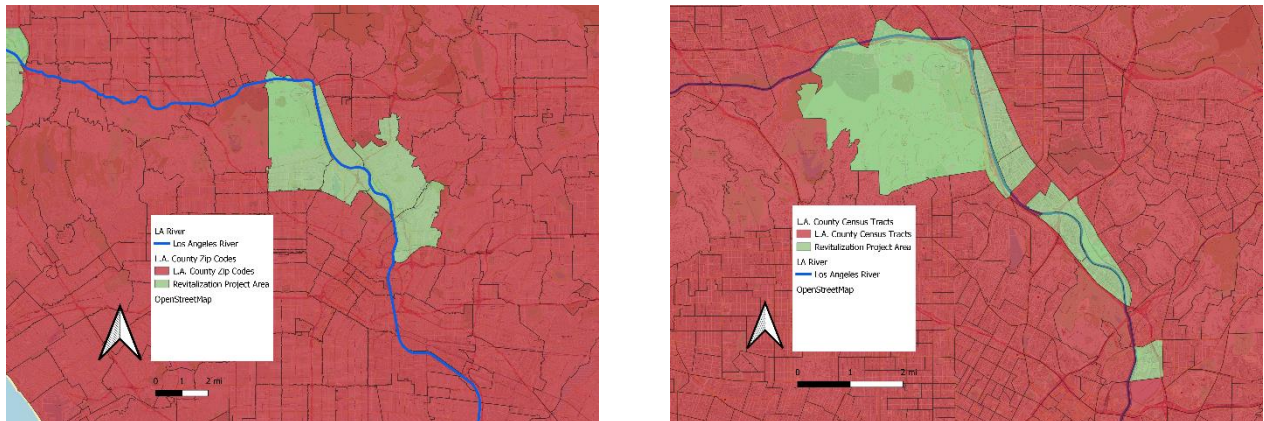 LA River
Los Angeles River
L.A. County Zip Codes
L.A. County Zip Codes
Revitalization Project Area
OpenStreetMap
0 1 2 mi
L.A. County Census Tracts
L.A. County Census Tracts
Revitalization Project Area
LA River
Los Angeles River
OpenStreetMap
0 1 2 mi